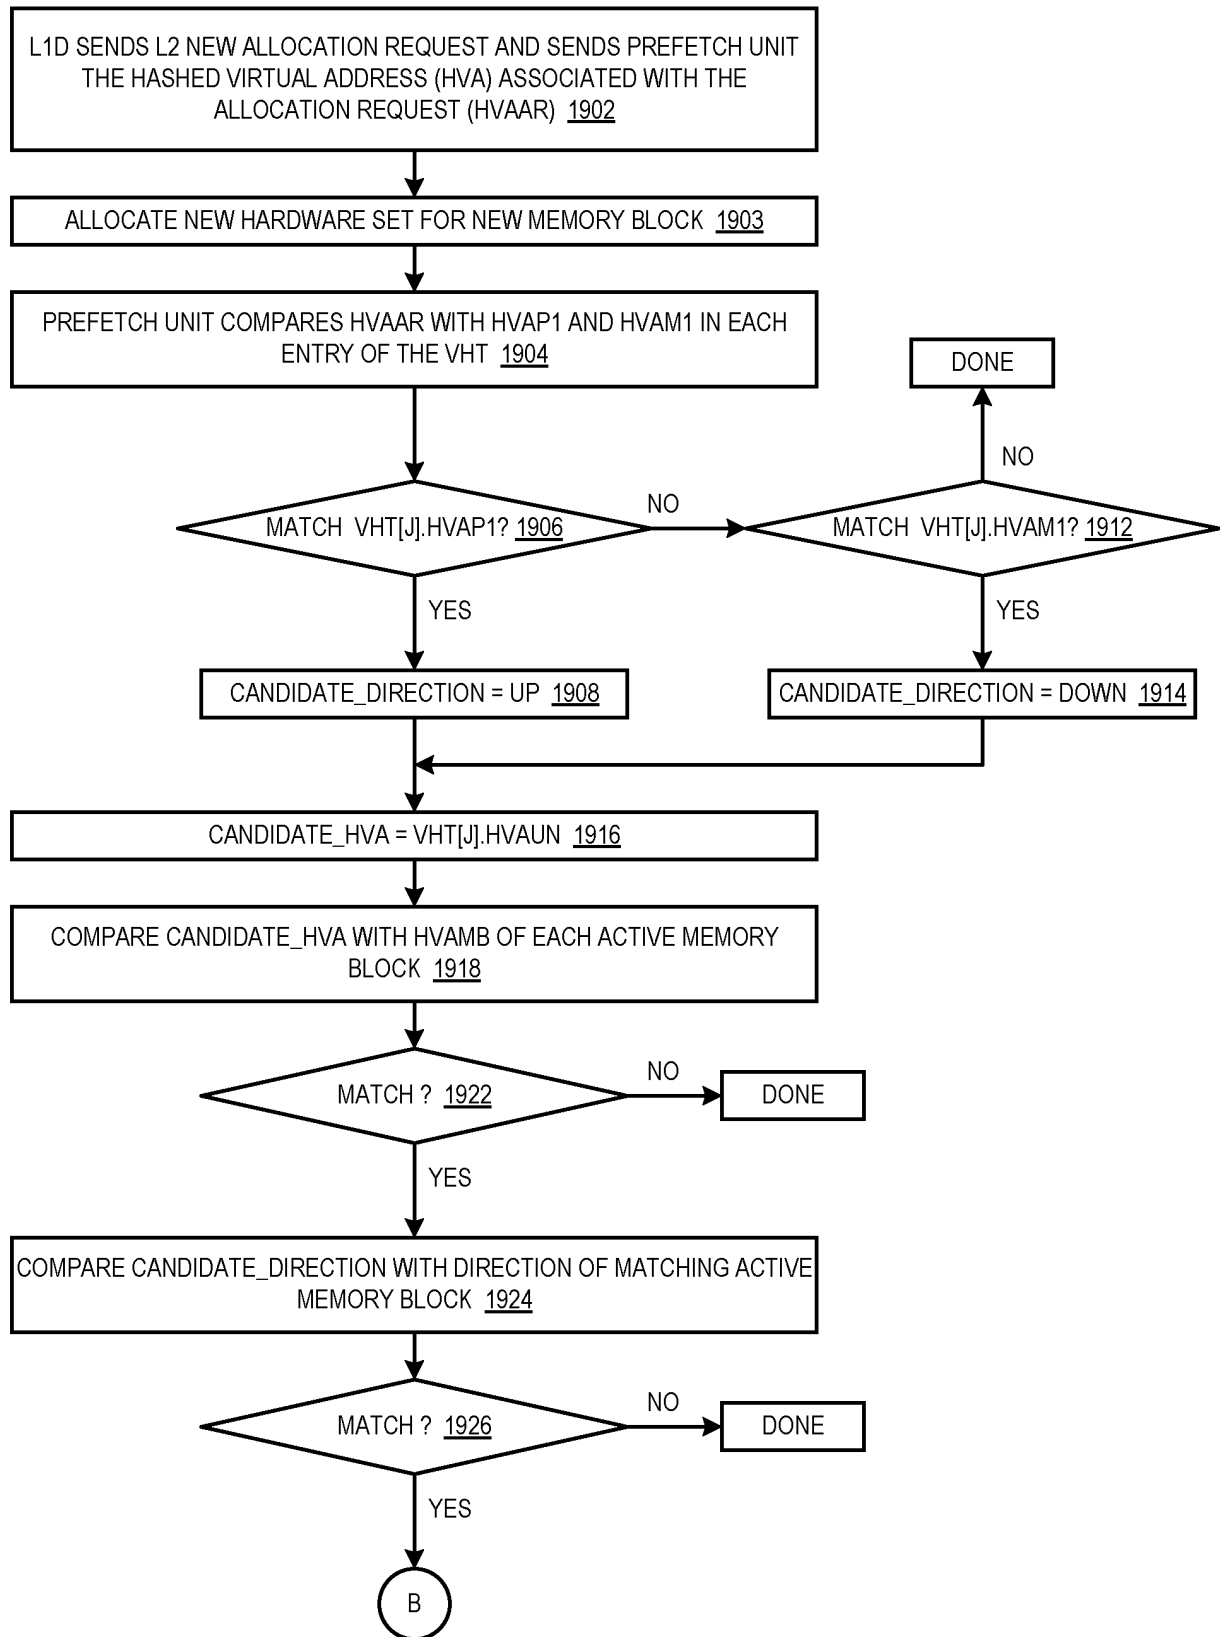 L1D SENDS L2 NEW ALLOCATION REQUEST AND SENDS PREFETCH UNIT
THE HASHED VIRTUAL ADDRESS (HVA) ASSOCIATED WITH THE
ALLOCATION REQUEST (HVAAR) 1902
ALLOCATE NEW HARDWARE SET FOR NEW MEMORY BLOCK 1903
PREFETCH UNIT COMPARES HVAAR WITH HVAP1 AND HVAM1 IN EACH
ENTRY OF THE VHT 1904
DONE
NO
MATCH VHT[J].HVAP1? 1906
NO
MATCH VHT[J].HVAM1? 1912
YES
YES
CANDIDATE_DIRECTION = UP 1908
CANDIDATE_DIRECTION = DOWN 1914
CANDIDATE_HVA = VHT[J].HVAUN 1916
COMPARE CANDIDATE_HVA WITH HVAMB OF EACH ACTIVE MEMORY
BLOCK 1918
MATCH ? 1922
NO
DONE
YES
COMPARE CANDIDATE_DIRECTION WITH DIRECTION OF MATCHING ACTIVE
MEMORY BLOCK 1924
MATCH ? 1926
NO
DONE
YES
B